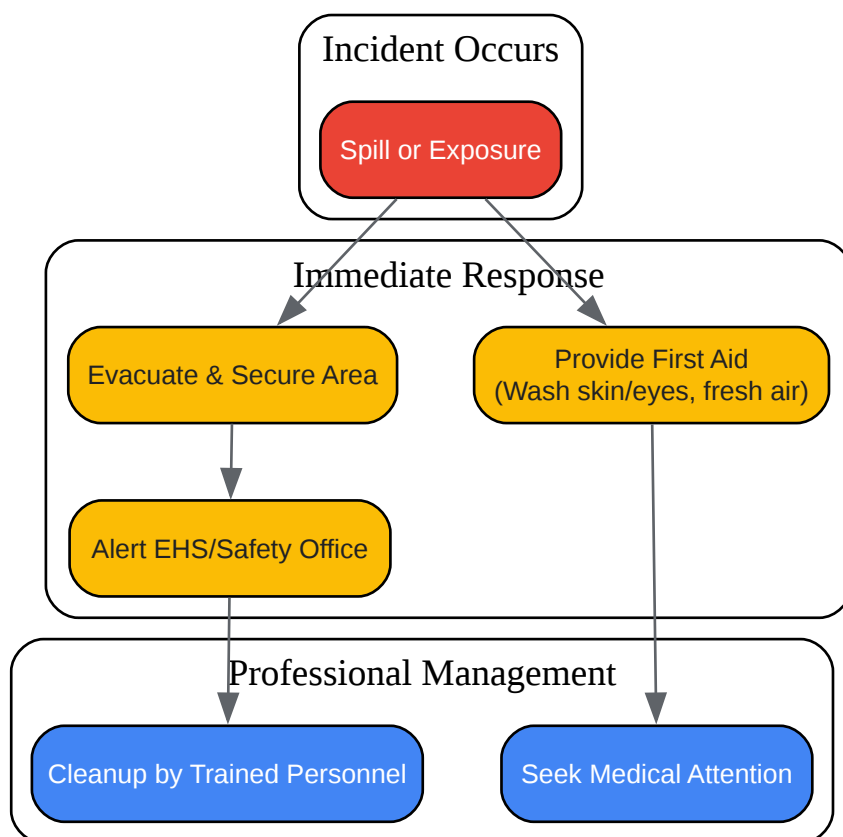 Incident Occurs
Spill or Exposure
Immediate Response
Evacuate & Secure Area
Provide First Aid
(Wash skin/eyes, fresh air)
Alert EHS/Safety Office
Professional Management
Cleanup by Trained Personnel
Seek Medical Attention